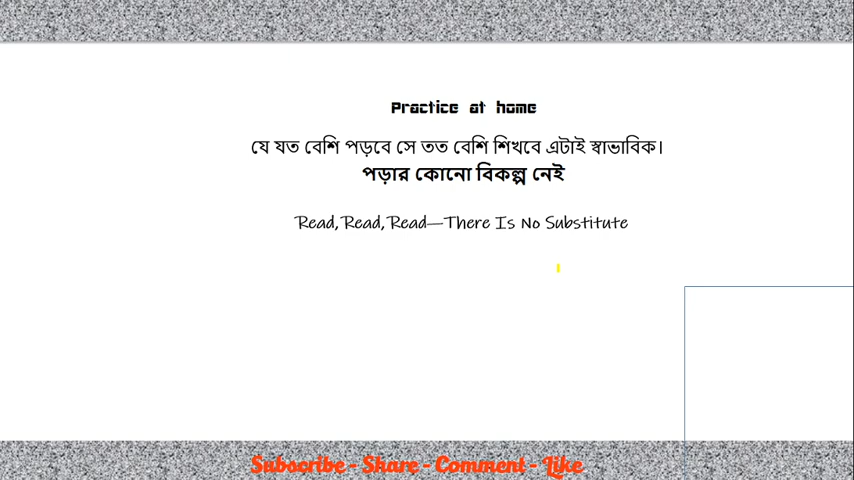 Practice at home
যে যত বেশি পড়বে সে তত বেশি শিখবে এটাই স্বাভাবিক।
পড়ার কোনো বিকল্প নেই
Read, Read, Read—There Is No Substitute
Subscribe - Share - Comment - Like